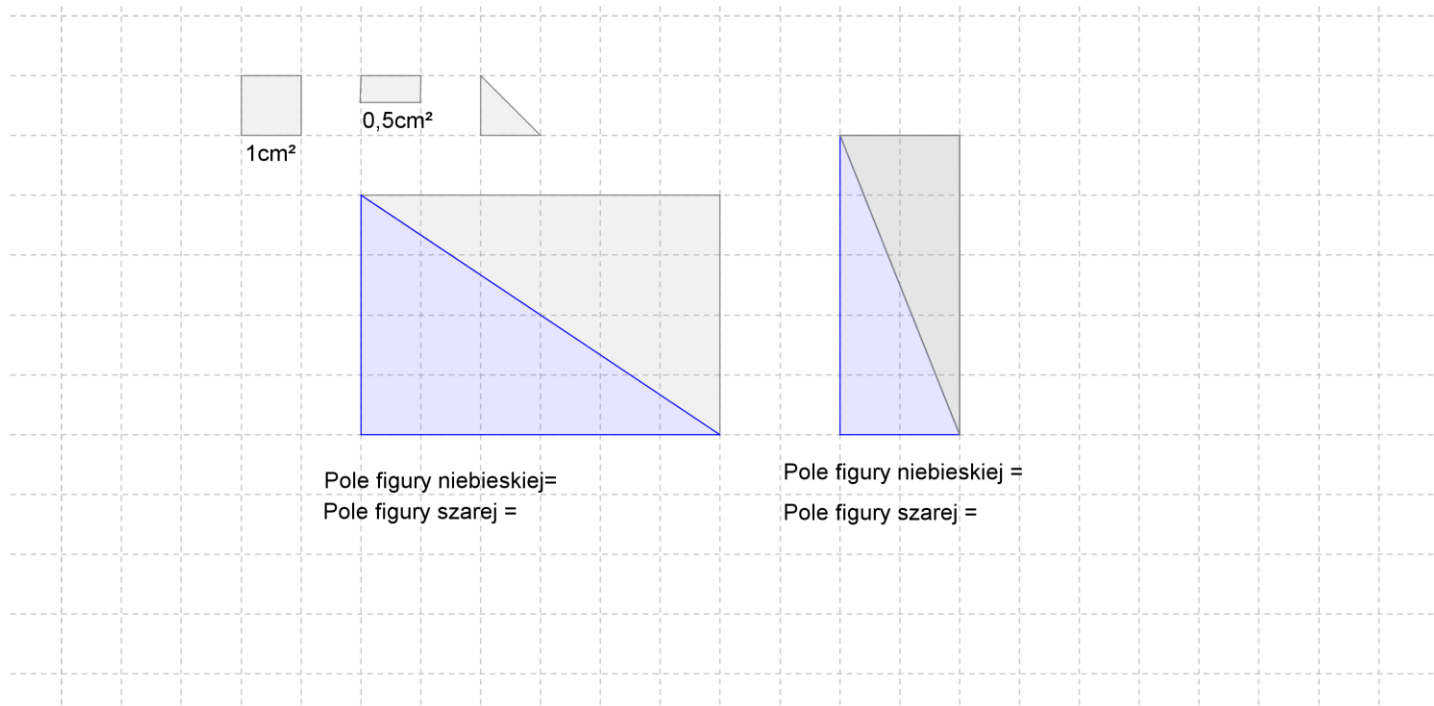 0,5cm²
1cm²
Pole figury niebieskiej=
Pole figury szarej =
Pole figury niebieskiej =
Pole figury szarej =